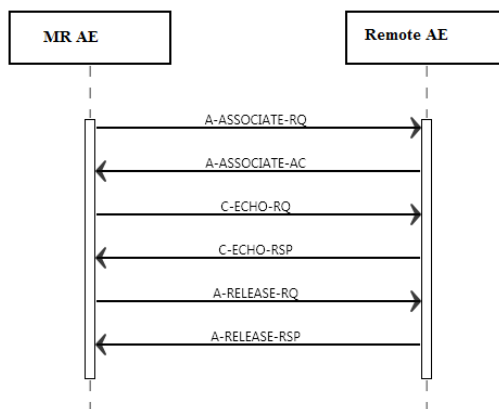 MR AE
Remote AE
A-ASSOCIATE-RQ
A-ASSOCIATE-AC
C-ECHO-RQ
C-ECHO-RSP
A-RELEASE-RQ
A-RELEASE-RSP